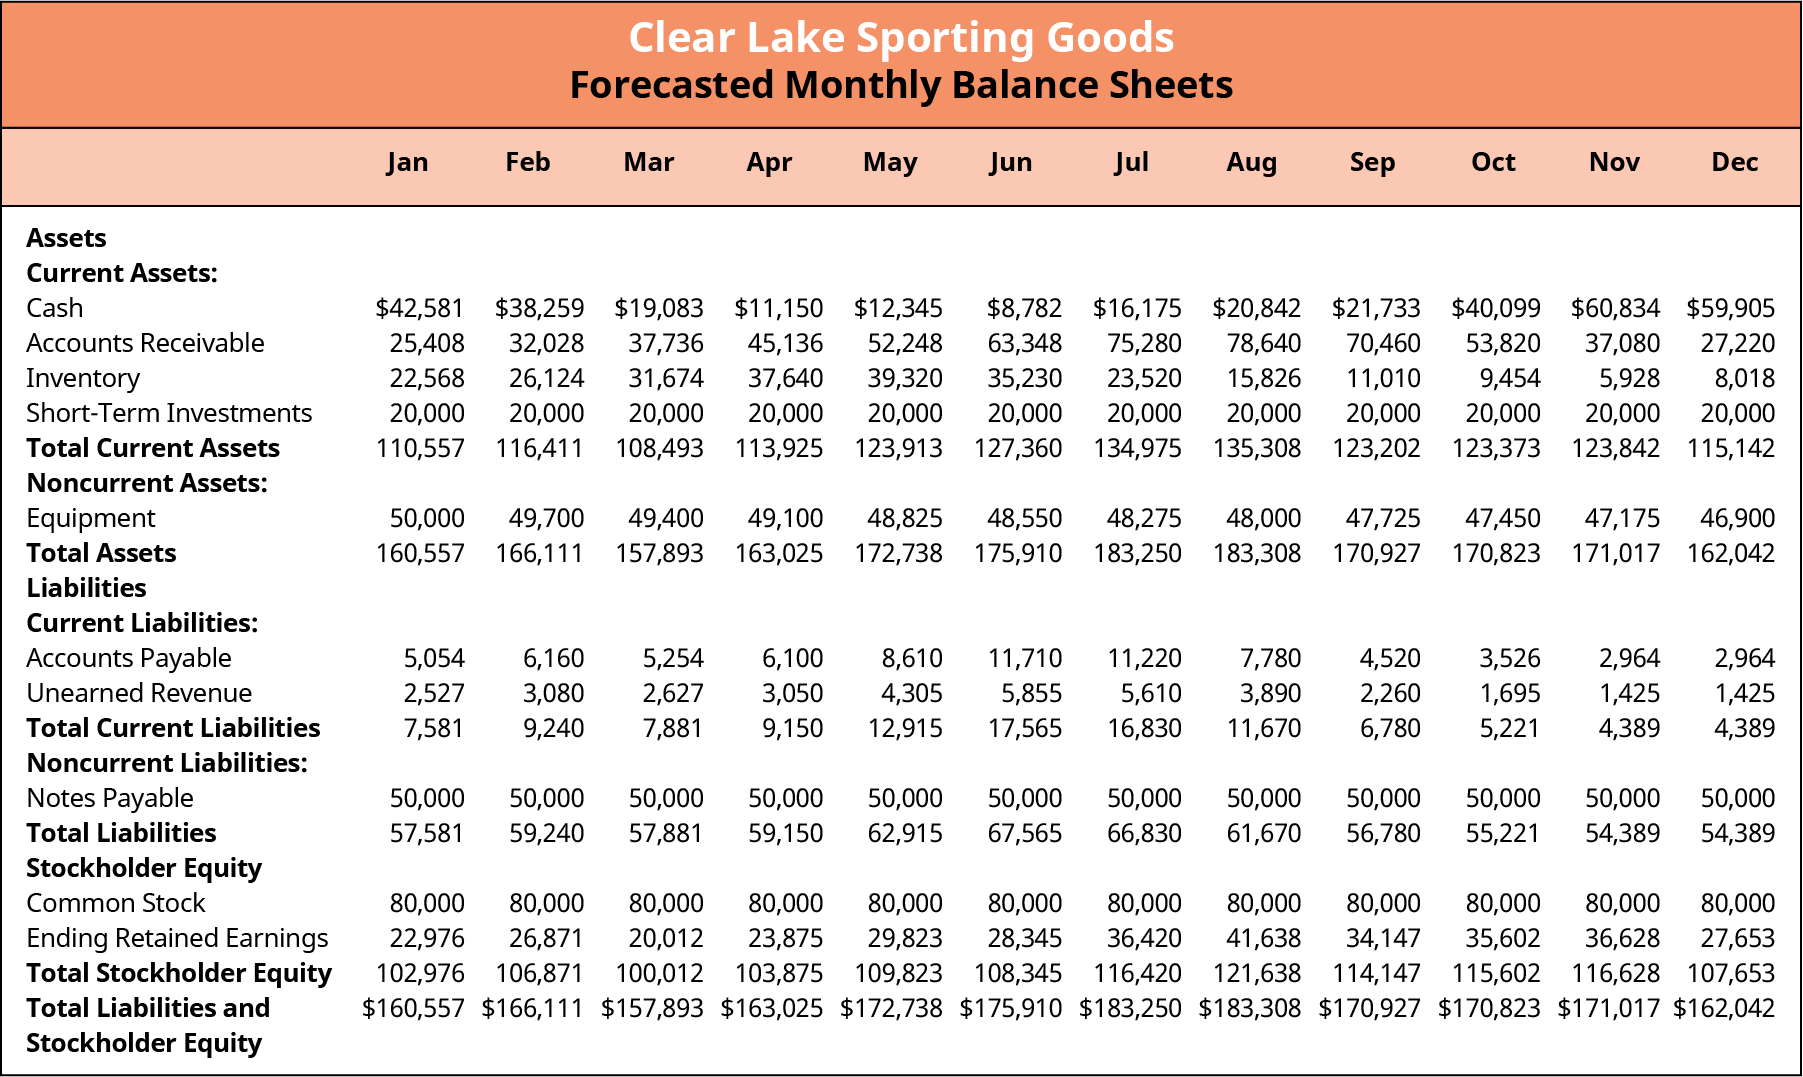 Clear Lake Sporting Goods
Forecasted Monthly Balance Sheets
Jan Feb Mar Apr May Jun Jul Aug Sep Oct Nov Dec
Assets
Current Assets:
Cash $42,581 $38,259 $19,083 $11,150 $12,345 $8,782 $16,175 $20,842 $21,733 $40,099 $60,834 $59,905
Accounts Receivable 25,408 32,028 37,736 45,136 52,248 63,348 75,280 78,640 70,460 53,820 37,080 27,220
Inventory 22,568 26,124 31,674 37,640 39,320 35,230 23,520 15,826 11,010 9,454 5,928 8,018
Short-Term Investments 20,000 20,000 20,000 20,000 20,000 20,000 20,000 20,000 20,000 20,000 20,000 20,000
Total Current Assets 110,557 116,411 108,493 113,925 123,913 127,360 134,975 135,308 123,202 123,373 123,842 115,142
Noncurrent Assets:
Equipment 50,000 49,700 49,400 49,100 48,825 48,550 48,275 48,000 47,725 47,450 47,175 46,900
Total Assets 160,557 166,111 157,893 163,025 172,738 175,910 183,250 183,308 170,927 170,823 171,017 162,042
Liabilities
Current Liabilities:
Accounts Payable 5,054 6,160 5,254 6,100 8,610 11,710 11,220 7,780 4,520 3,526 2,964 2,964
Unearned Revenue 2,527 3,080 2,627 3,050 4,305 5,855 5,610 3,890 2,260 1,695 1,425 1,425
Total Current Liabilities 7,581 9,240 7,881 9,150 12,915 17,565 16,830 11,670 6,780 5,221 4,389 4,389
Noncurrent Liabilities:
Notes Payable 50,000 50,000 50,000 50,000 50,000 50,000 50,000 50,000 50,000 50,000 50,000 50,000
Total Liabilities 57,581 59,240 57,881 59,150 62,915 67,565 66,830 61,670 56,780 55,221 54,389 54,389
Stockholder Equity
Common Stock 80,000 80,000 80,000 80,000 80,000 80,000 80,000 80,000 80,000 80,000 80,000 80,000
Ending Retained Earnings 22,976 26,871 20,012 23,875 29,823 28,345 36,420 41,638 34,147 35,602 36,628 27,653
Total Stockholder Equity 102,976 106,871 100,012 103,875 109,823 108,345 116,420 121,638 114,147 115,602 116,628 107,653
Total Liabilities and $160,557 $166,111 $157,893 $163,025 $172,738 $175,910 $183,250 $183,308 $170,927 $170,823 $171,017 $162,042
Stockholder Equity